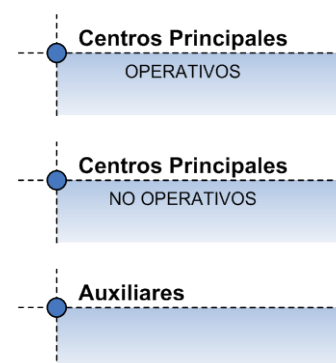 Centros Principales
OPERATIVOS
Centros Principales
NO OPERATIVOS
Auxiliares